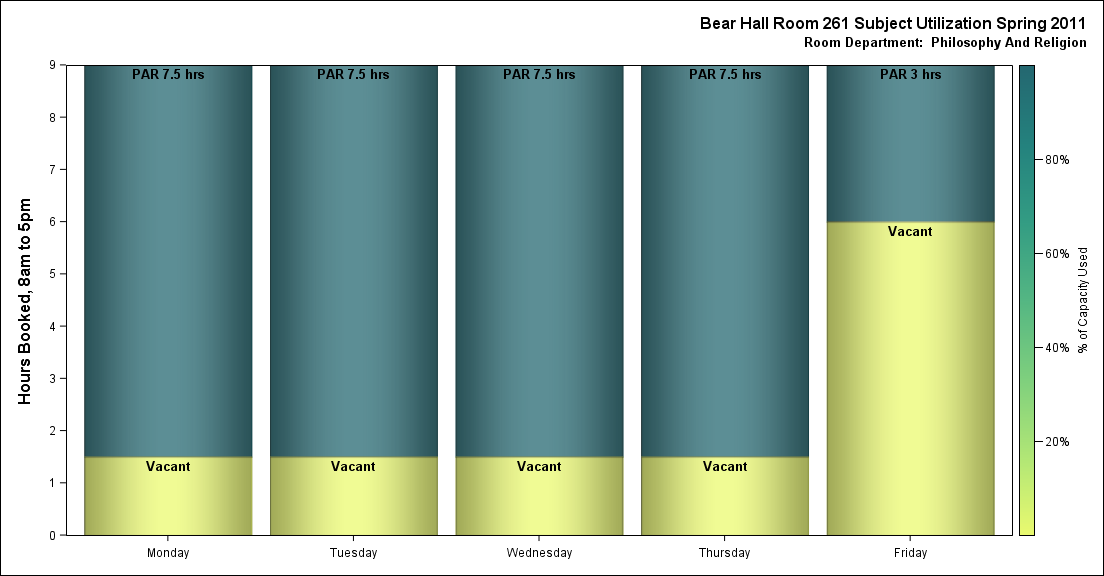 Bear Hall Room 261 Subject Utilization Spring 2011
Room Department:  Philosophy And Religion
Hours Booked, 8am to 5pm
9
8
7
6
5
4
3
2
1
0
PAR 7.5 hrs
PAR 7.5 hrs
PAR 7.5 hrs
PAR 7.5 hrs
PAR 3 hrs
Vacant
Vacant
Vacant
Vacant
Vacant
Monday
Tuesday
Wednesday
Thursday
Friday
80%
60%
40%
20%
% of Capacity Used